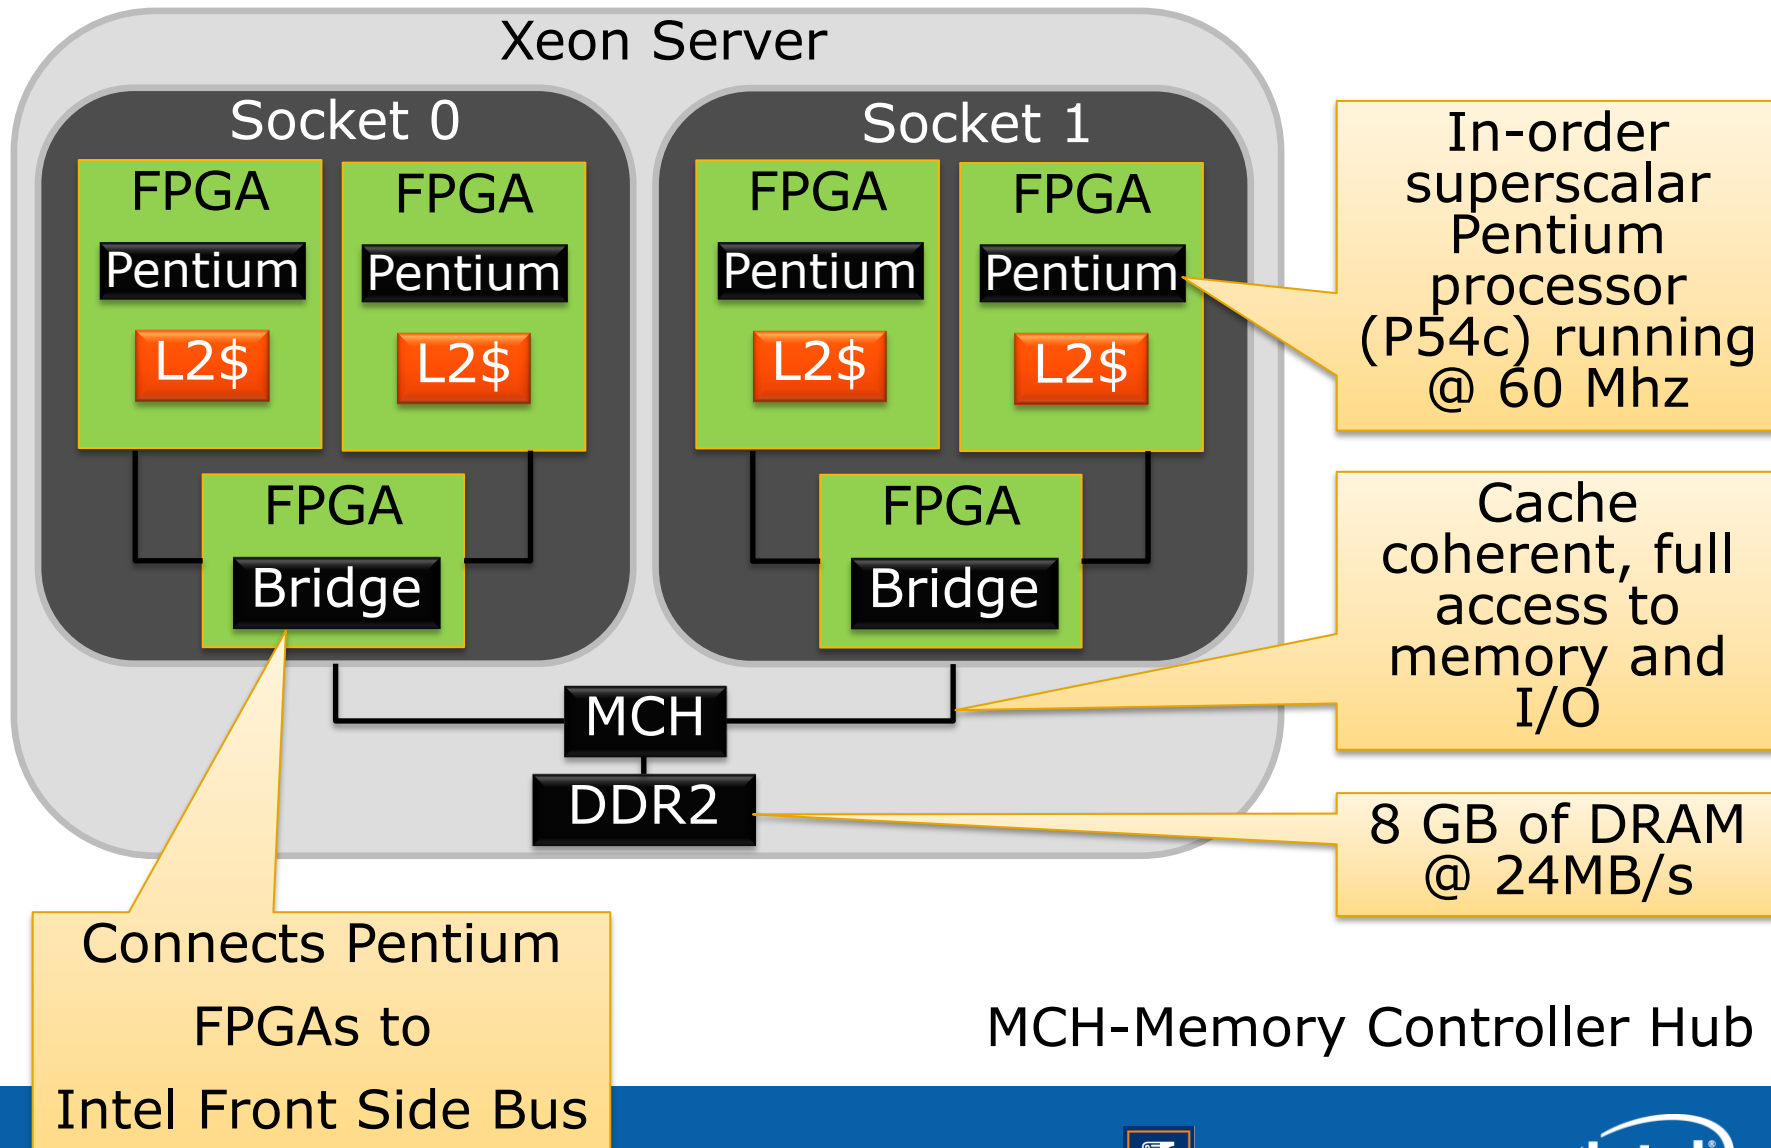 Xeon Server
Socket 0
FPGA
Pentium
L2$
FPGA
Pentium
L2$
FPGA
Bridge
Socket 1
FPGA
Pentium
L2$
FPGA
Pentium
L2$
FPGA
Bridge
MCH
DDR2
In-order
superscalar
Pentium
processor
(P54c) running
@ 60 Mhz
Cache
coherent, full
access to
memory and
I/O
8 GB of DRAM
@ 24MB/s
Connects Pentium
FPGAs to
Intel Front Side Bus
MCH-Memory Controller Hub